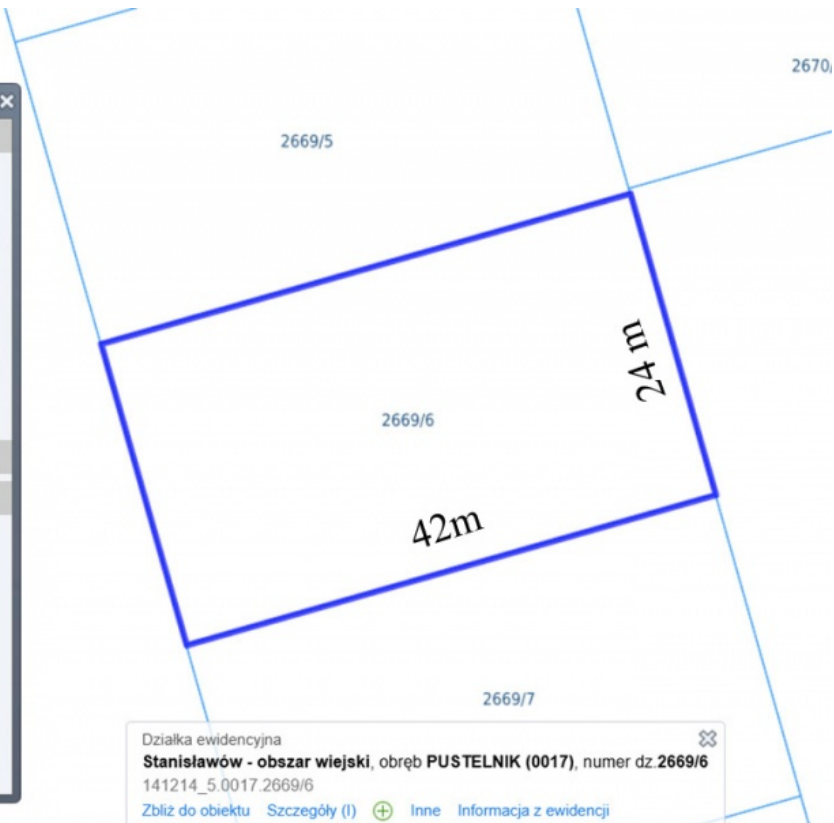 2670/
2669/5
24 m
2669/6
42m
2669/7
Działka ewidencyjna
Stanisławów - obszar wiejski, obręb PUSTELNIK (0017), numer dz.2669/6
141214_5.0017.2669/6
Zbliż do obiektu Szczegóły (I) Inne Informacja z ewidencji